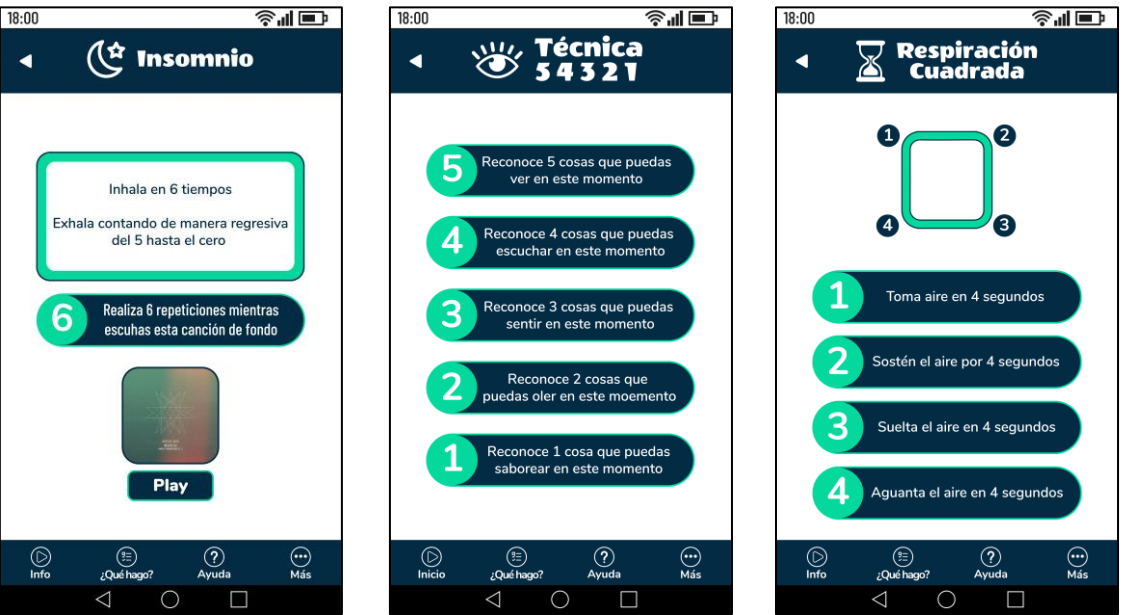 18:00
Insomnio
Inhala en 6 tiempos
Exhala contando de manera regresiva
del 5 hasta el cero
6
Realiza 6 repeticiones mientras
escuhas esta canción de fondo
Play
Info
¿Qué hago?
Ayuda
Más
18:00
Técnica
5 4 3 2 1
5
Reconoce 5 cosas que puedas
ver en este momento
4
Reconoce 4 cosas que puedas
escuchar en este momento
3
Reconoce 3 cosas que puedas
sentir en este momento
2
Reconoce 2 cosas que
puedas oler en este moemento
1
Reconoce 1 cosa que puedas
saborear en este momento
Inicio
¿Qué hago?
Ayuda
Más
18:00
Respiración
Cuadrada
1
2
4
3
1
Toma aire en 4 segundos
2
Sostén el aire por 4 segundos
3
Suelta el aire en 4 segundos
4
Aguanta el aire en 4 segundos
Info
¿Qué hago?
Ayuda
Más